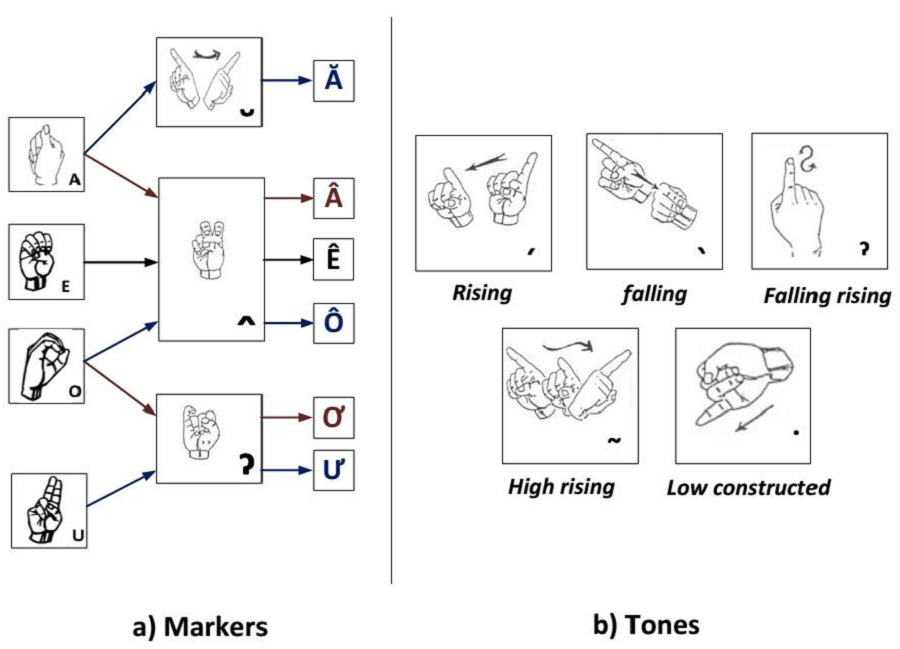 ˘
Ă
A
Â
E
Ê
^
Ô
O
Ơ
ʔ
Ư
U
a) Markers
ˊ
ˋ
ʔ
Rising
falling
Falling rising
~
.
High rising
Low constructed
b) Tones